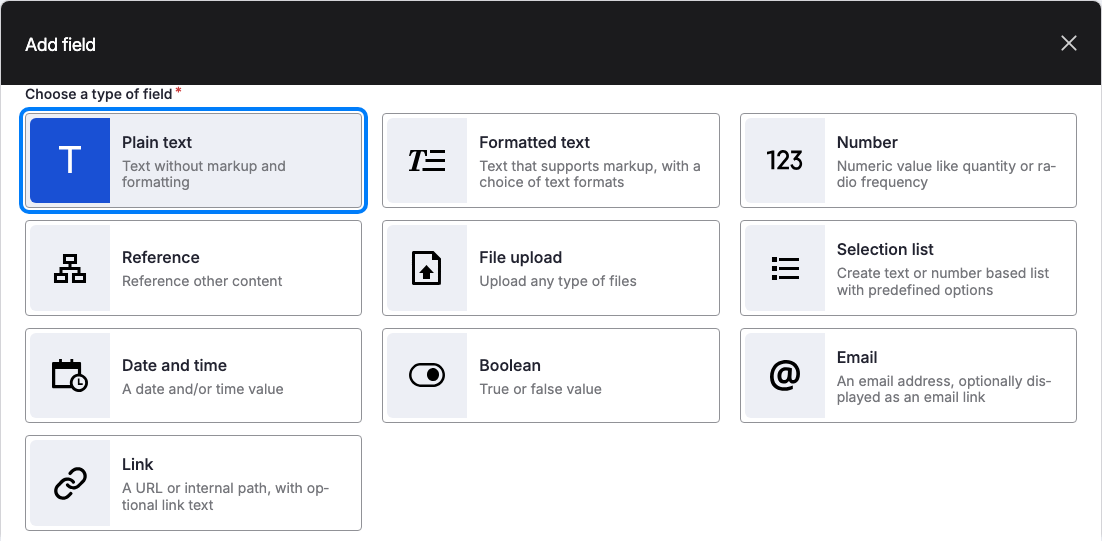 Add field
Choose a type of field *
T
Plain text
Text without markup and
formatting
T
Formatted text
Text that supports markup, with a
choice of text formats
123
Number
Numeric value like quantity or ra-
dio frequency
Reference
Reference other content
File upload
Upload any type of files
Selection list
Create text or number based list
with predefined options
Date and time
A date and/or time value
Boolean
True or false value
@
Email
An email address, optionally dis-
played as an email link
Link
A URL or internal path, with op-
tional link text